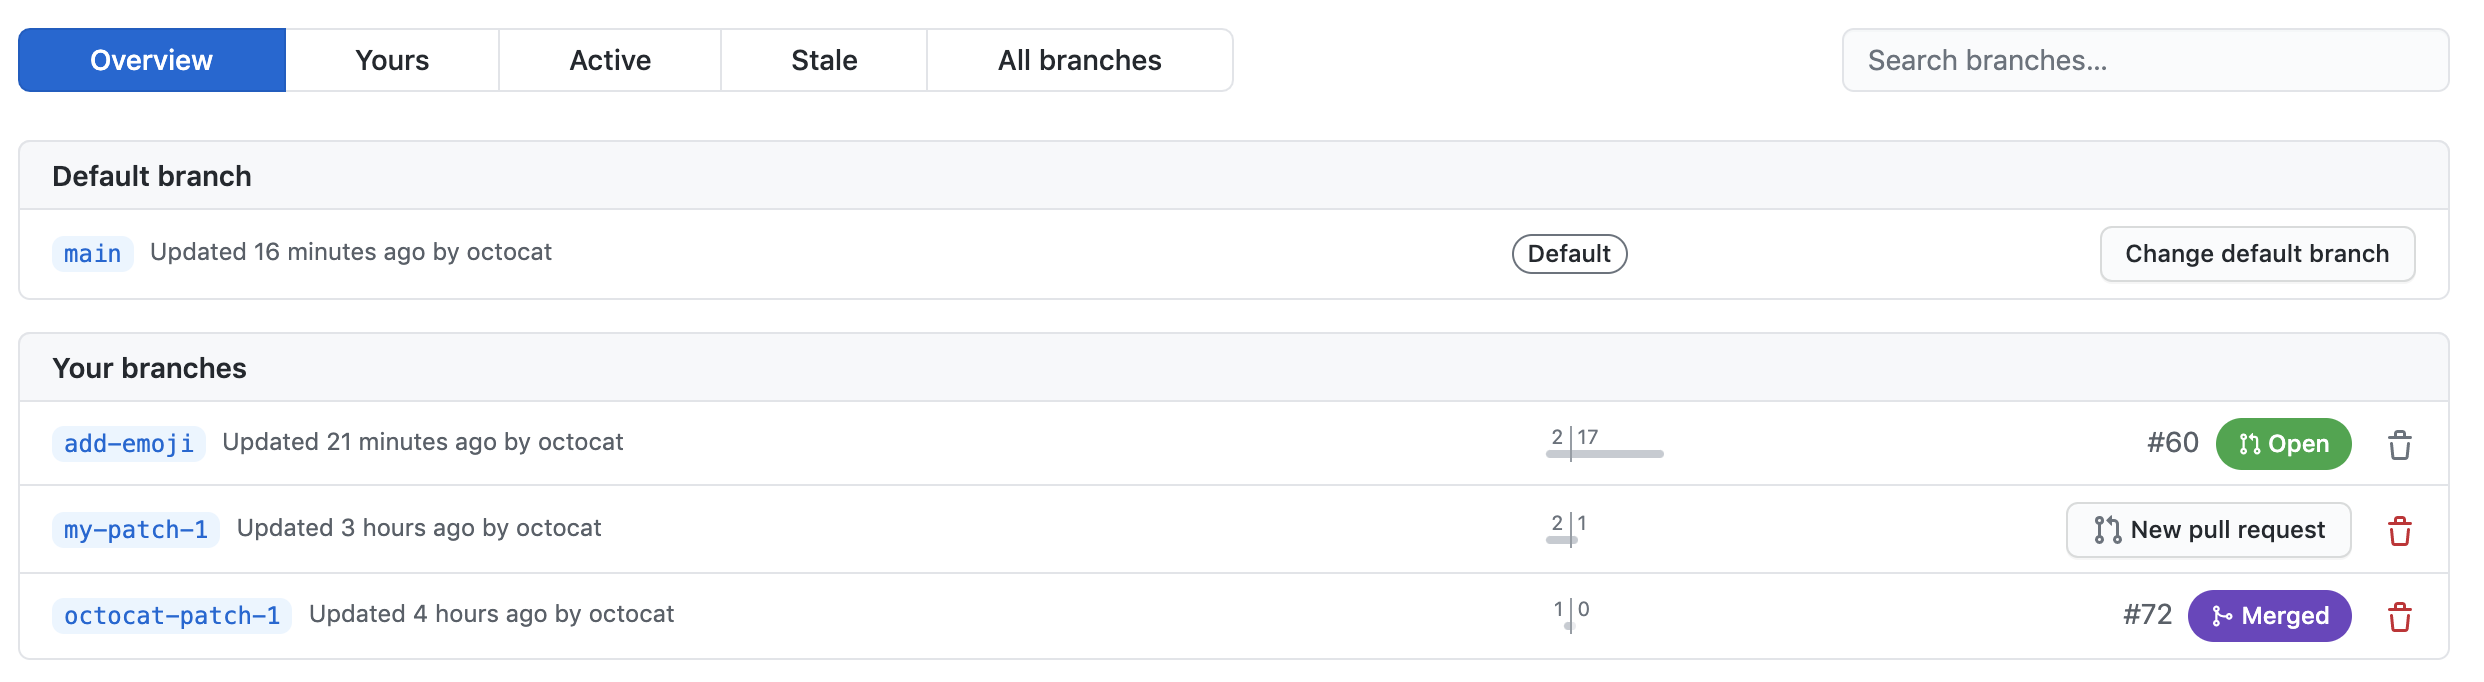 Overview Yours Active Stale All branches Search branches...
Default branch
main Updated 16 minutes ago by octocat Default Change default branch
Your branches
add-emoji Updated 21 minutes ago by octocat 2 17 #60 Open
my-patch-1 Updated 3 hours ago by octocat 2 1 New pull request
octocat-patch-1 Updated 4 hours ago by octocat 1 0 #72 Merged